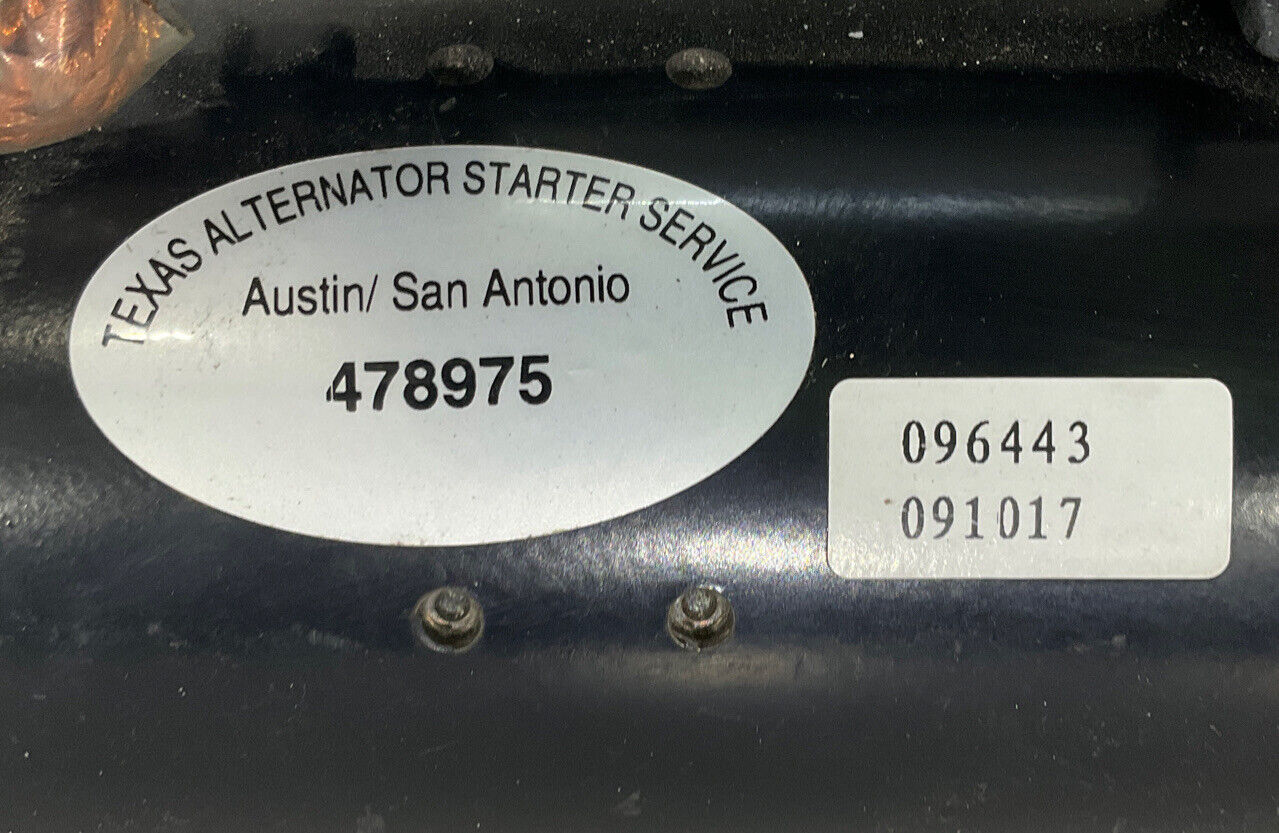 TEXAS ALTERNATOR STARTER SERVICE
Austin/ San Antonio
478975
096443
091017